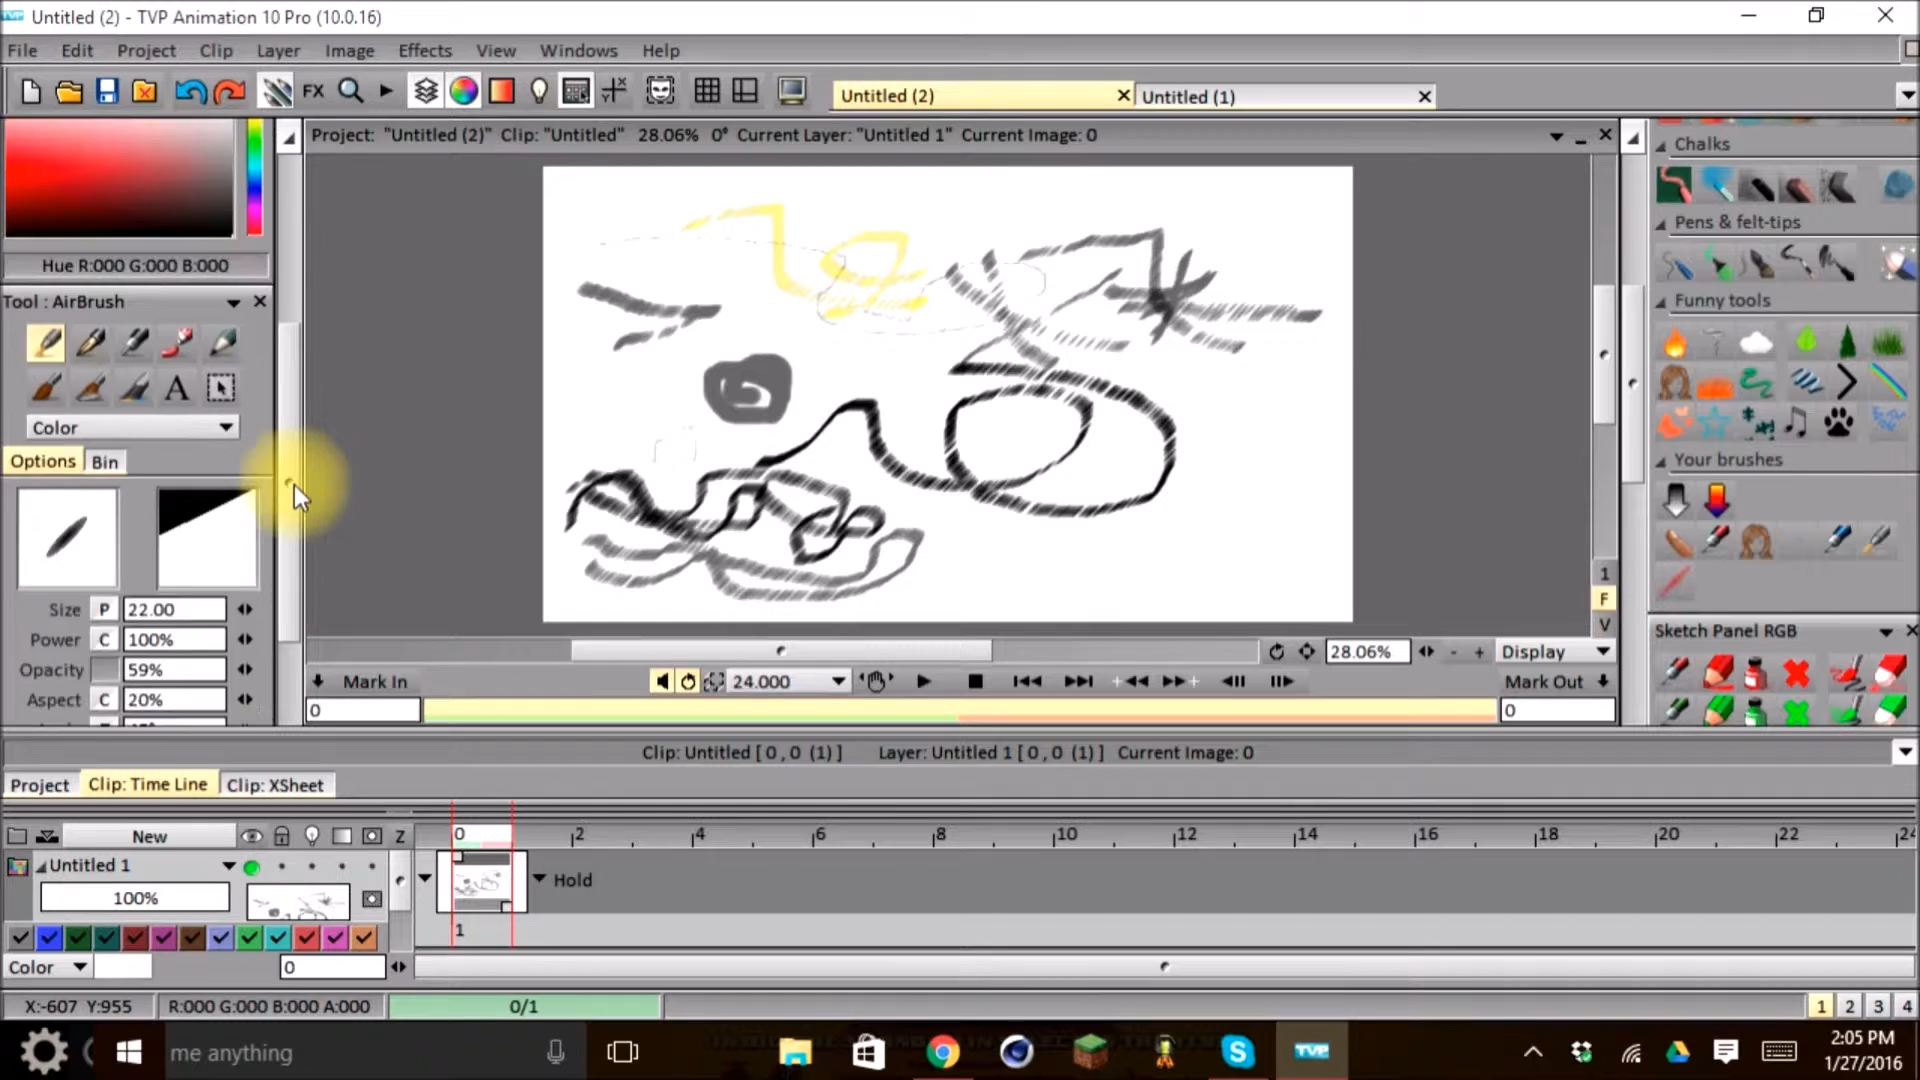 Untitled (2) - TVP Animation 10 Pro (10.0.16)
File Edit Project Clip Layer Image Effects View Windows Help
FX
Untitled (2)
Untitled (1)
Project: "Untitled (2)" Clip: "Untitled" 28.06% 0° Current Layer: "Untitled 1" Current Image: 0
Hue R:000 G:000 B:000
Tool : AirBrush
A
Color
Options
Bin
Size P 22.00
Power C 100%
Opacity 59%
Aspect C 20%
Chalks
Pens & felt-tips
Funny tools
Your brushes
Sketch Panel RGB
1
F
V
28.06% - + Display
Mark In
24.000
Mark Out
0
0
Clip: Untitled [ 0 , 0 (1) ] Layer: Untitled 1 [ 0 , 0 (1) ] Current Image: 0
Project Clip: Time Line Clip: XSheet
New Z
0 2 4 6 8 10 12 14 16 18 20 22 24
Untitled 1
100%
Hold
1
Color
0
X:-607 Y:955 R:000 G:000 B:000 A:000 0/1
1 2 3 4
me anything
TVP
2:05 PM
1/27/2016